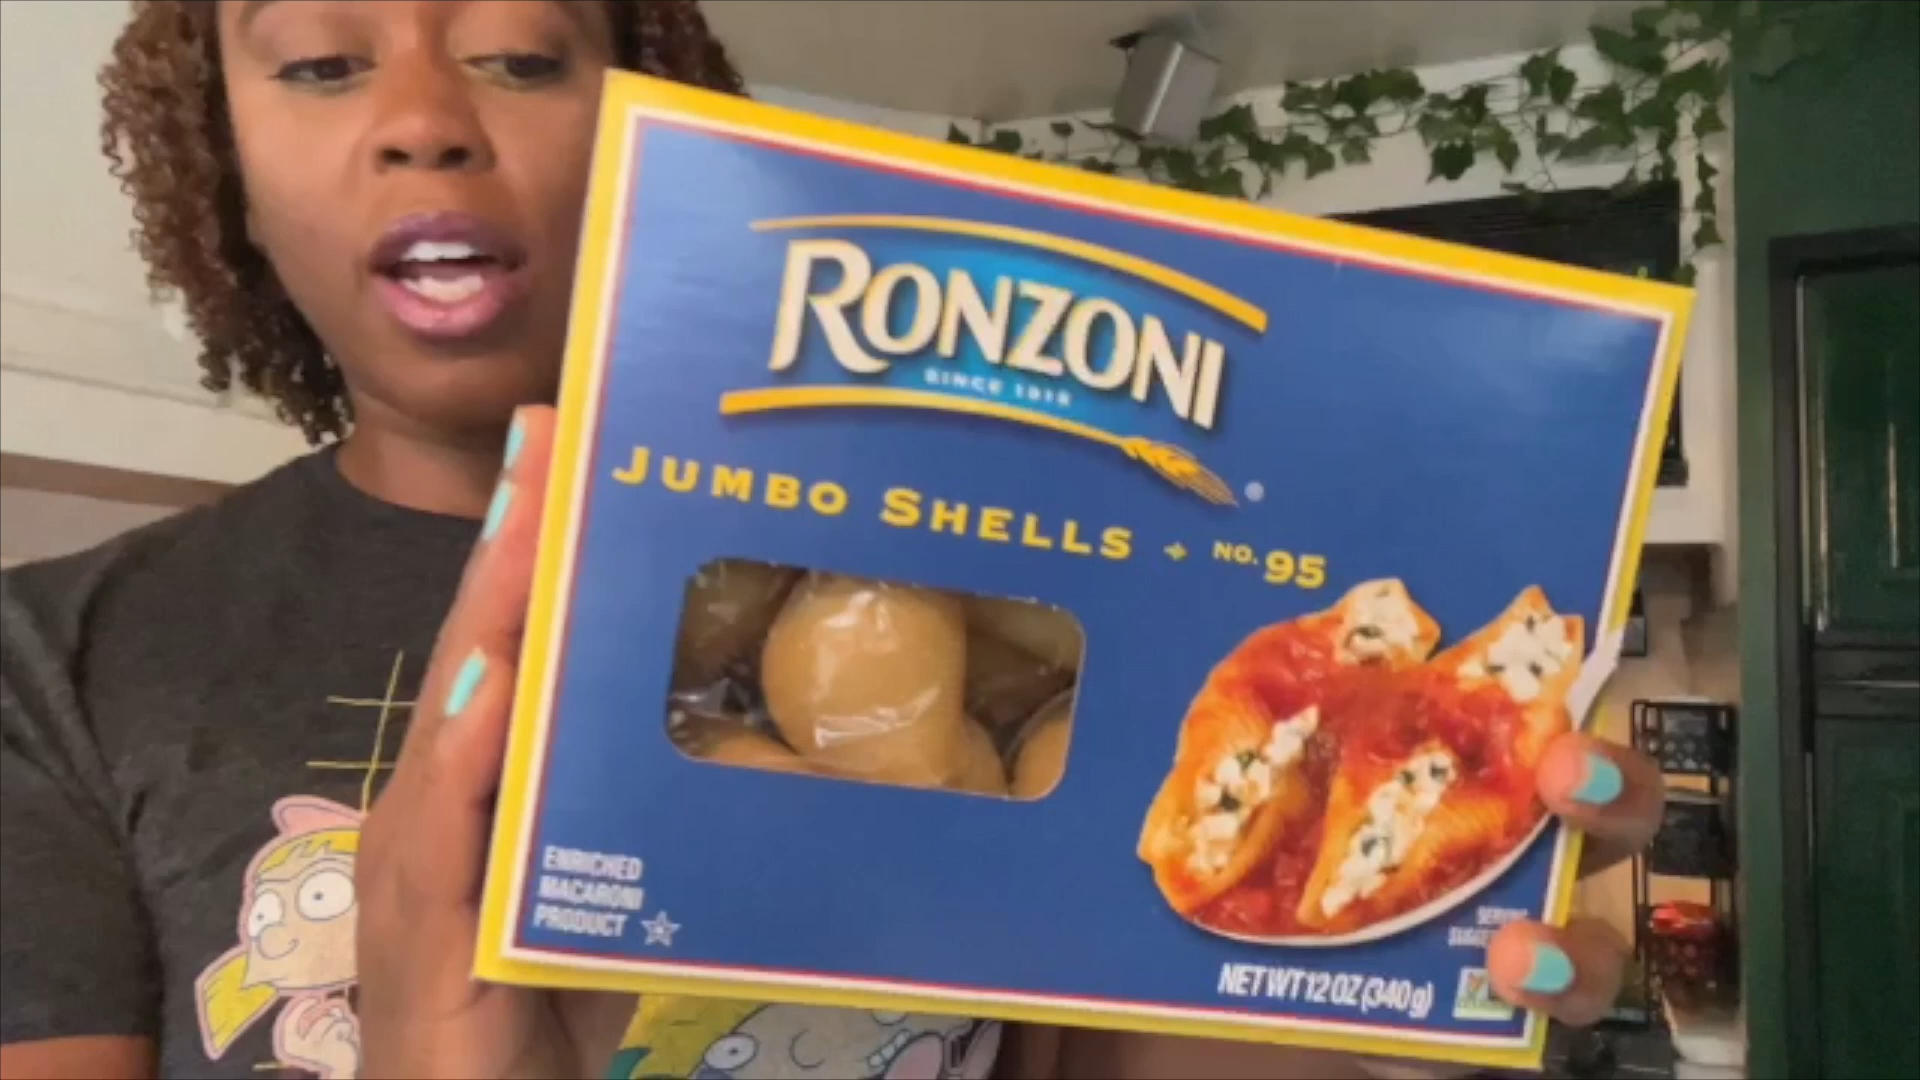 RONZONI
SINCE 1915
JUMBO SHELLS + NO. 95
ENRICHED
MACARONI
PRODUCT
NET WT 12 OZ (340g)